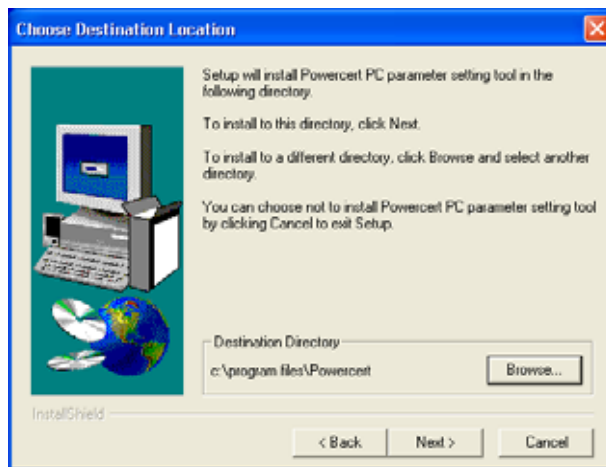 Choose Destination Location
Setup will install Powercert PC parameter setting tool in the
following directory.
To install to this directory, click Next.
To install to a different directory, click Browse and select another
directory.
You can choose not to install Powercert PC parameter setting tool
by clicking Cancel to exit Setup.
Destination Directory
c:\program files\Powercert
Browse...
InstallShield
< Back
Next >
Cancel